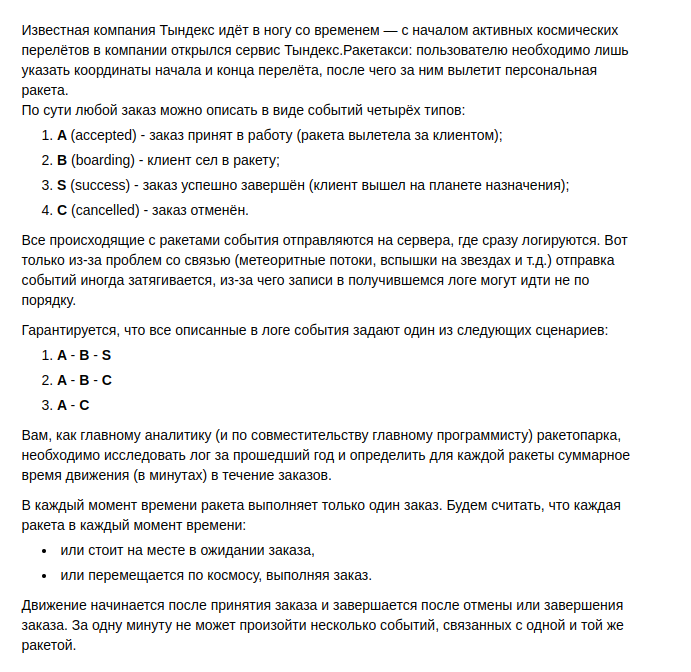 Известная компания Тындекс идёт в ногу со временем — с началом активных космических
перелётов в компании открылся сервис Тындекс.Ракетакси: пользователю необходимо лишь
указать координаты начала и конца перелёта, после чего за ним вылетит персональная
ракета.
По сути любой заказ можно описать в виде событий четырёх типов:
1. A (accepted) - заказ принят в работу (ракета вылетела за клиентом);
2. B (boarding) - клиент сел в ракету;
3. S (success) - заказ успешно завершён (клиент вышел на планете назначения);
4. C (cancelled) - заказ отменён.
Все происходящие с ракетами события отправляются на сервера, где сразу логируются. Вот
только из-за проблем со связью (метеоритные потоки, вспышки на звездах и т.д.) отправка
событий иногда затягивается, из-за чего записи в получившемся логе могут идти не по
порядку.
Гарантируется, что все описанные в логе события задают один из следующих сценариев:
1. A - B - S
2. A - B - C
3. A - C
Вам, как главному аналитику (и по совместительству главному программисту) ракетопарка,
необходимо исследовать лог за прошедший год и определить для каждой ракеты суммарное
время движения (в минутах) в течение заказов.
В каждый момент времени ракета выполняет только один заказ. Будем считать, что каждая
ракета в каждый момент времени:
• или стоит на месте в ожидании заказа,
• или перемещается по космосу, выполняя заказ.
Движение начинается после принятия заказа и завершается после отмены или завершения
заказа. За одну минуту не может произойти несколько событий, связанных с одной и той же
ракетой.